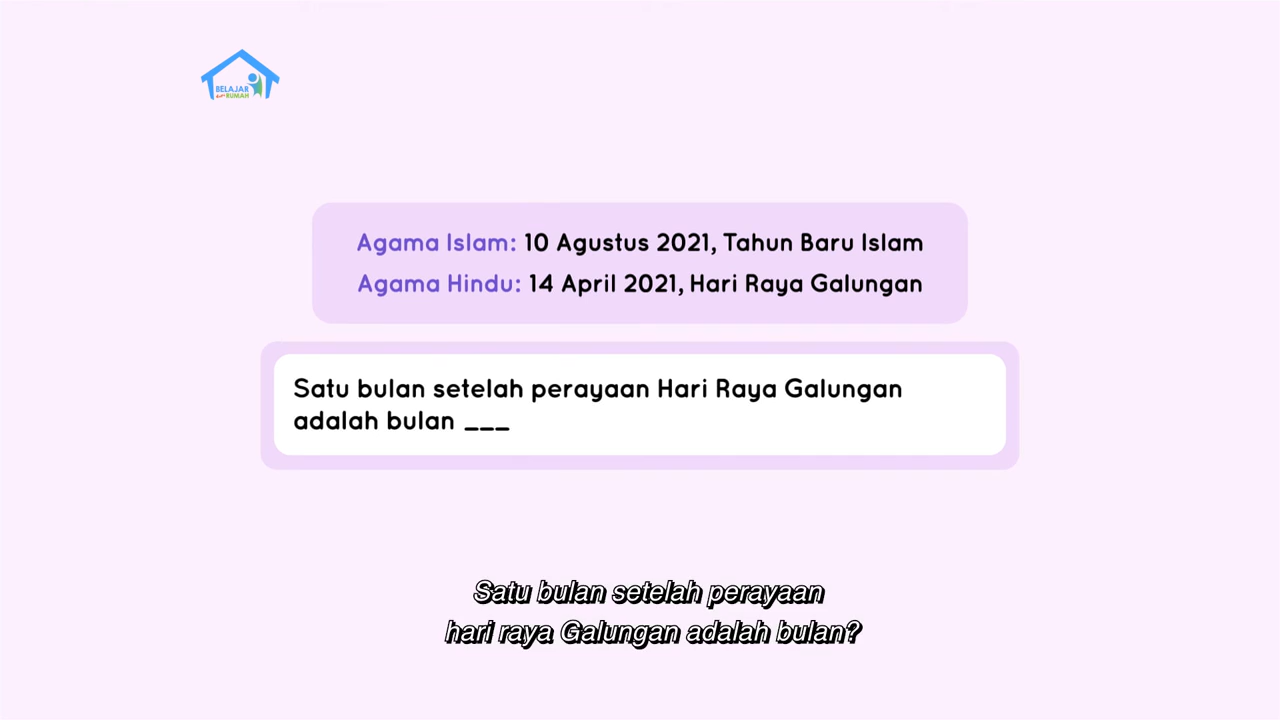 BELAJAR
dari RUMAH
Agama Islam: 10 Agustus 2021, Tahun Baru Islam
Agama Hindu: 14 April 2021, Hari Raya Galungan
Satu bulan setelah perayaan Hari Raya Galungan
adalah bulan ___
Satu bulan setelah perayaan
hari raya Galungan adalah bulan?